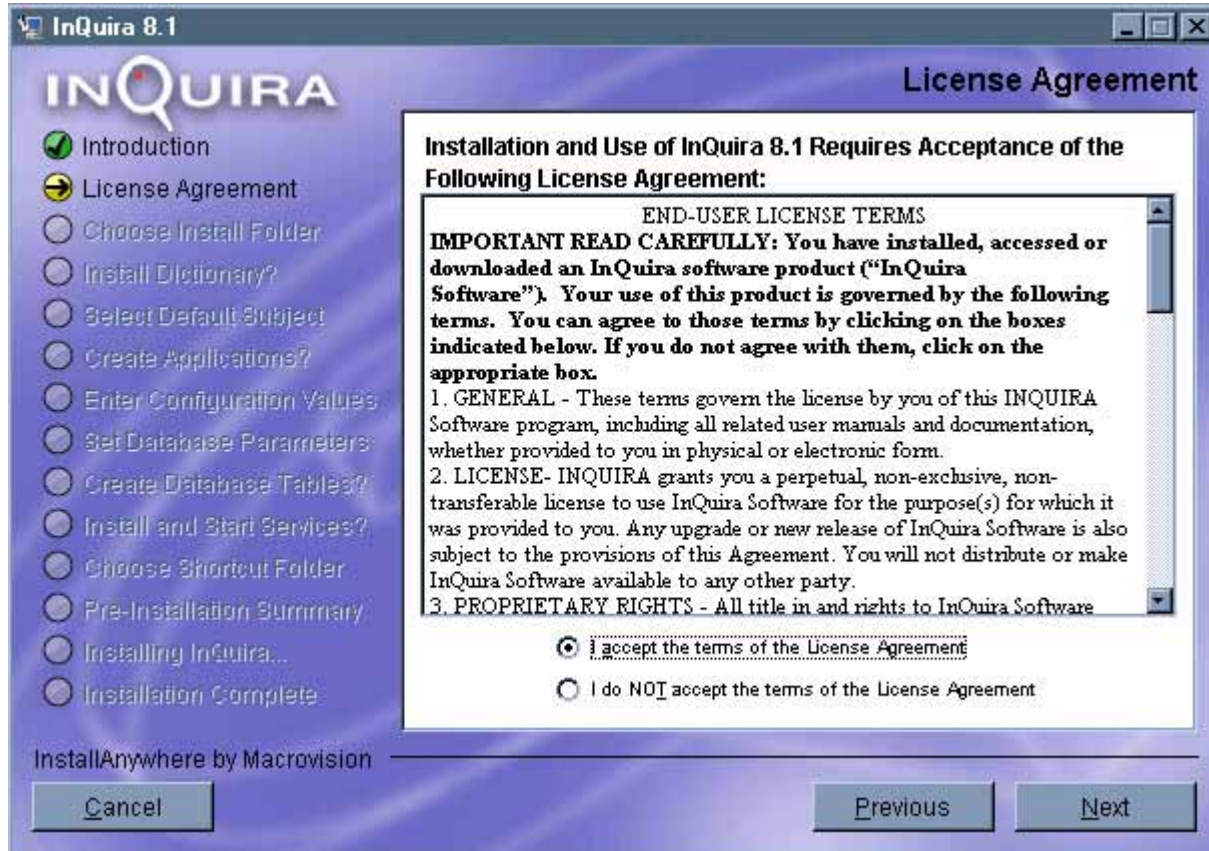 InQuira 8.1
INQUIRA
License Agreement
Introduction
License Agreement
Choose Install Folder
Install Dictionary?
Select Default Subject
Create Applications?
Enter Configuration Values
Set Database Parameters
Create Database Tables?
Install and Start Services?
Choose Shortcut Folder
Pre-Installation Summary
Installing InQuira...
Installation Complete
Installation and Use of InQuira 8.1 Requires Acceptance of the
Following License Agreement:
END-USER LICENSE TERMS
IMPORTANT READ CAREFULLY: You have installed, accessed or
downloaded an InQuira software product (“InQuira
Software”). Your use of this product is governed by the following
terms. You can agree to those terms by clicking on the boxes
indicated below. If you do not agree with them, click on the
appropriate box.
1. GENERAL - These terms govern the license by you of this INQUIRA
Software program, including all related user manuals and documentation,
whether provided to you in physical or electronic form.
2. LICENSE- INQUIRA grants you a perpetual, non-exclusive, non-
transferable license to use InQuira Software for the purpose(s) for which it
was provided to you. Any upgrade or new release of InQuira Software is also
subject to the provisions of this Agreement. You will not distribute or make
InQuira Software available to any other party.
3. PROPRIETARY RIGHTS - All title in and rights to InQuira Software
I accept the terms of the License Agreement
I do NOT accept the terms of the License Agreement
InstallAnywhere by Macrovision
Cancel
Previous
Next